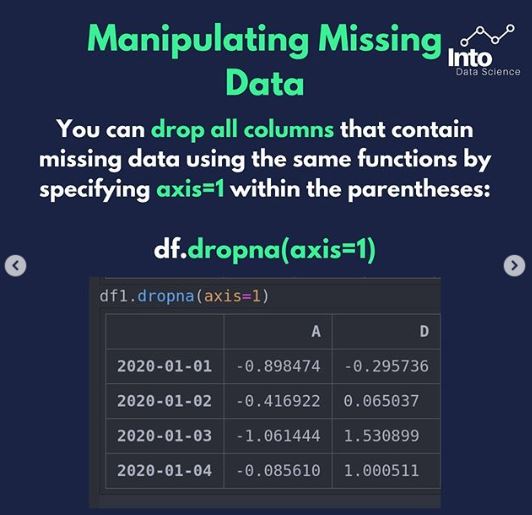 Manipulating Missing
Data
Into
Data Science
You can drop all columns that contain
missing data using the same functions by
specifying axis=1 within the parentheses:
df.dropna(axis=1)
df1.dropna(axis=1)
A D
2020-01-01 -0.898474 -0.295736
2020-01-02 -0.416922 0.065037
2020-01-03 -1.061444 1.530899
2020-01-04 -0.085610 1.000511